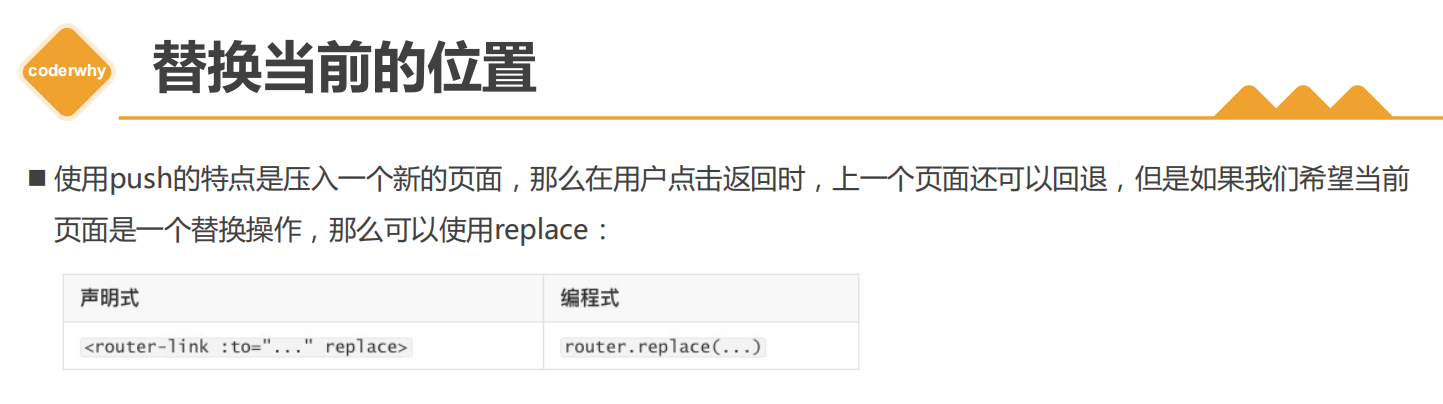 coderwhy
替换当前的位置
■ 使用push的特点是压入一个新的页面，那么在用户点击返回时，上一个页面还可以回退，但是如果我们希望当前
页面是一个替换操作，那么可以使用replace：
声明式 编程式
<router-link :to="..." replace> router.replace(...)